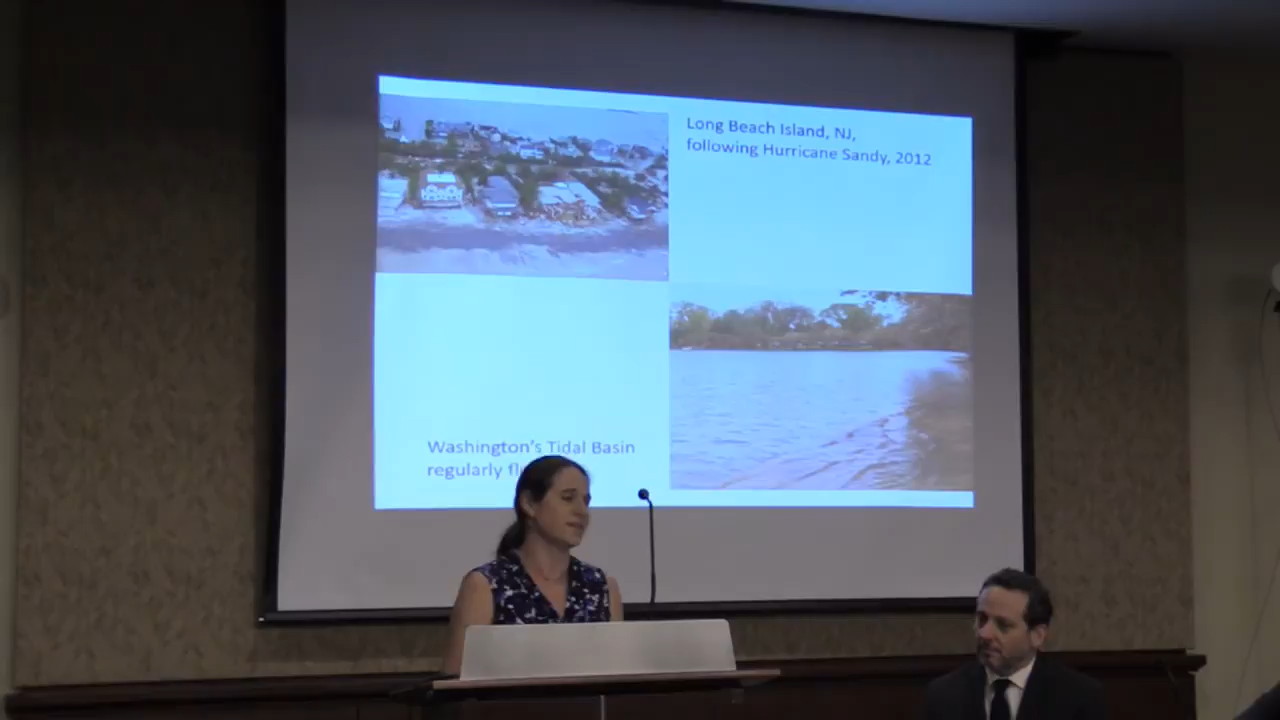 Long Beach Island, NJ,
following Hurricane Sandy, 2012
Washington's Tidal Basin
regularly